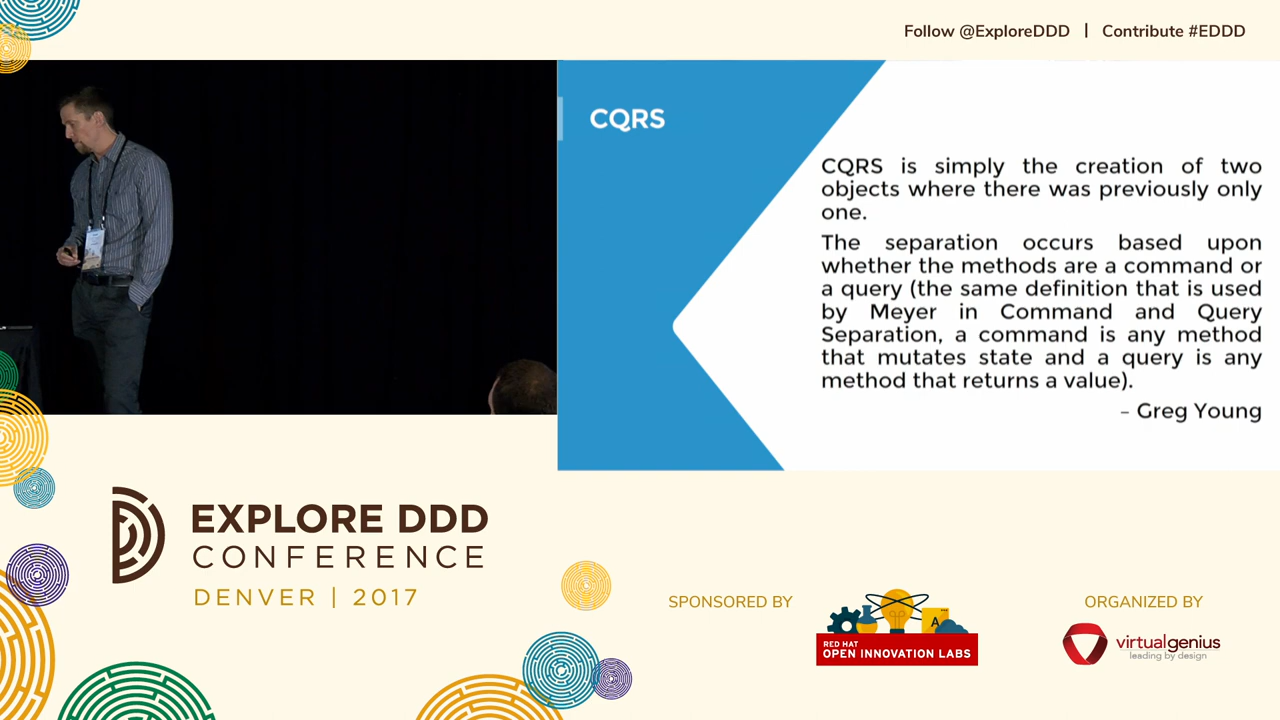 Follow @ExploreDDD | Contribute #EDDD
CQRS
CQRS is simply the creation of two
objects where there was previously only
one.
The separation occurs based upon
whether the methods are a command or
a query (the same definition that is used
by Meyer in Command and Query
Separation, a command is any method
that mutates state and a query is any
method that returns a value).
– Greg Young
EXPLORE DDD
CONFERENCE
DENVER | 2017
SPONSORED BY
RED HAT
OPEN INNOVATION LABS
A
ORGANIZED BY
virtualgenius
leading by design